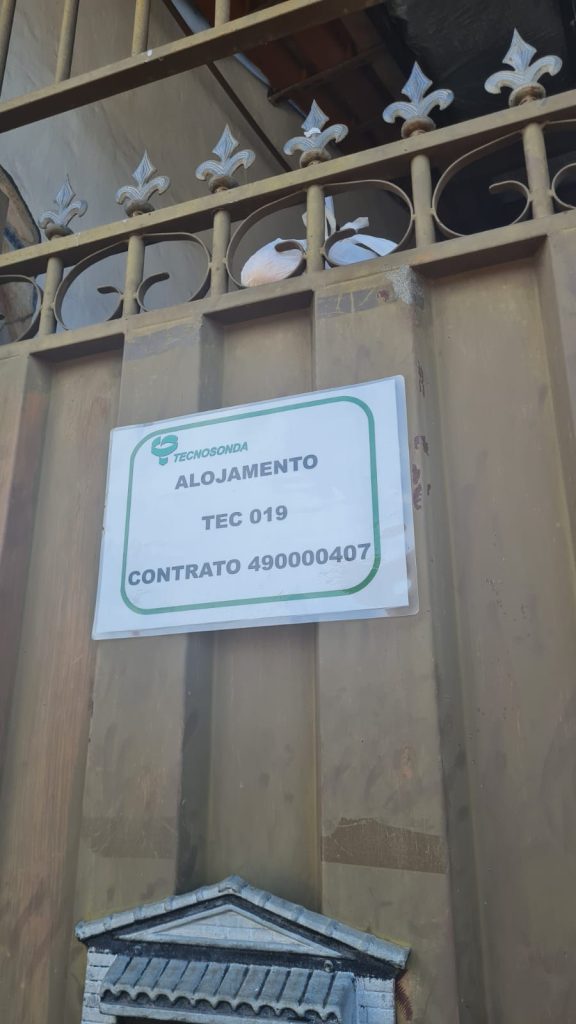 TECNOSONDA
ALOJAMENTO
TEC 019
CONTRATO 490000407